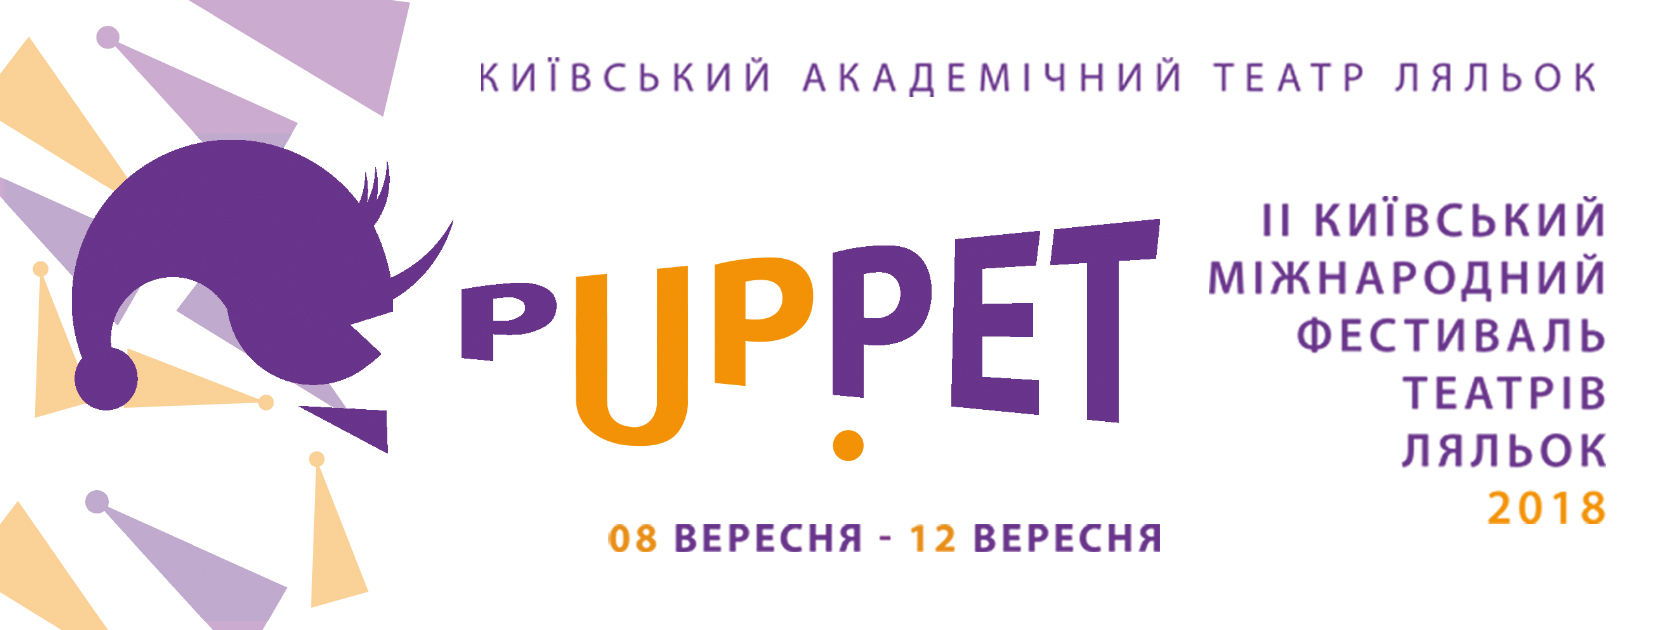 КИЇВСЬКИЙ АКАДЕМІЧНИЙ ТЕАТР ЛЯЛЬОК
PUPPET
08 ВЕРЕСНЯ - 12 ВЕРЕСНЯ
II КИЇВСЬКИЙ
МІЖНАРОДНИЙ
ФЕСТИВАЛЬ
ТЕАТРІВ
ЛЯЛЬОК
2018